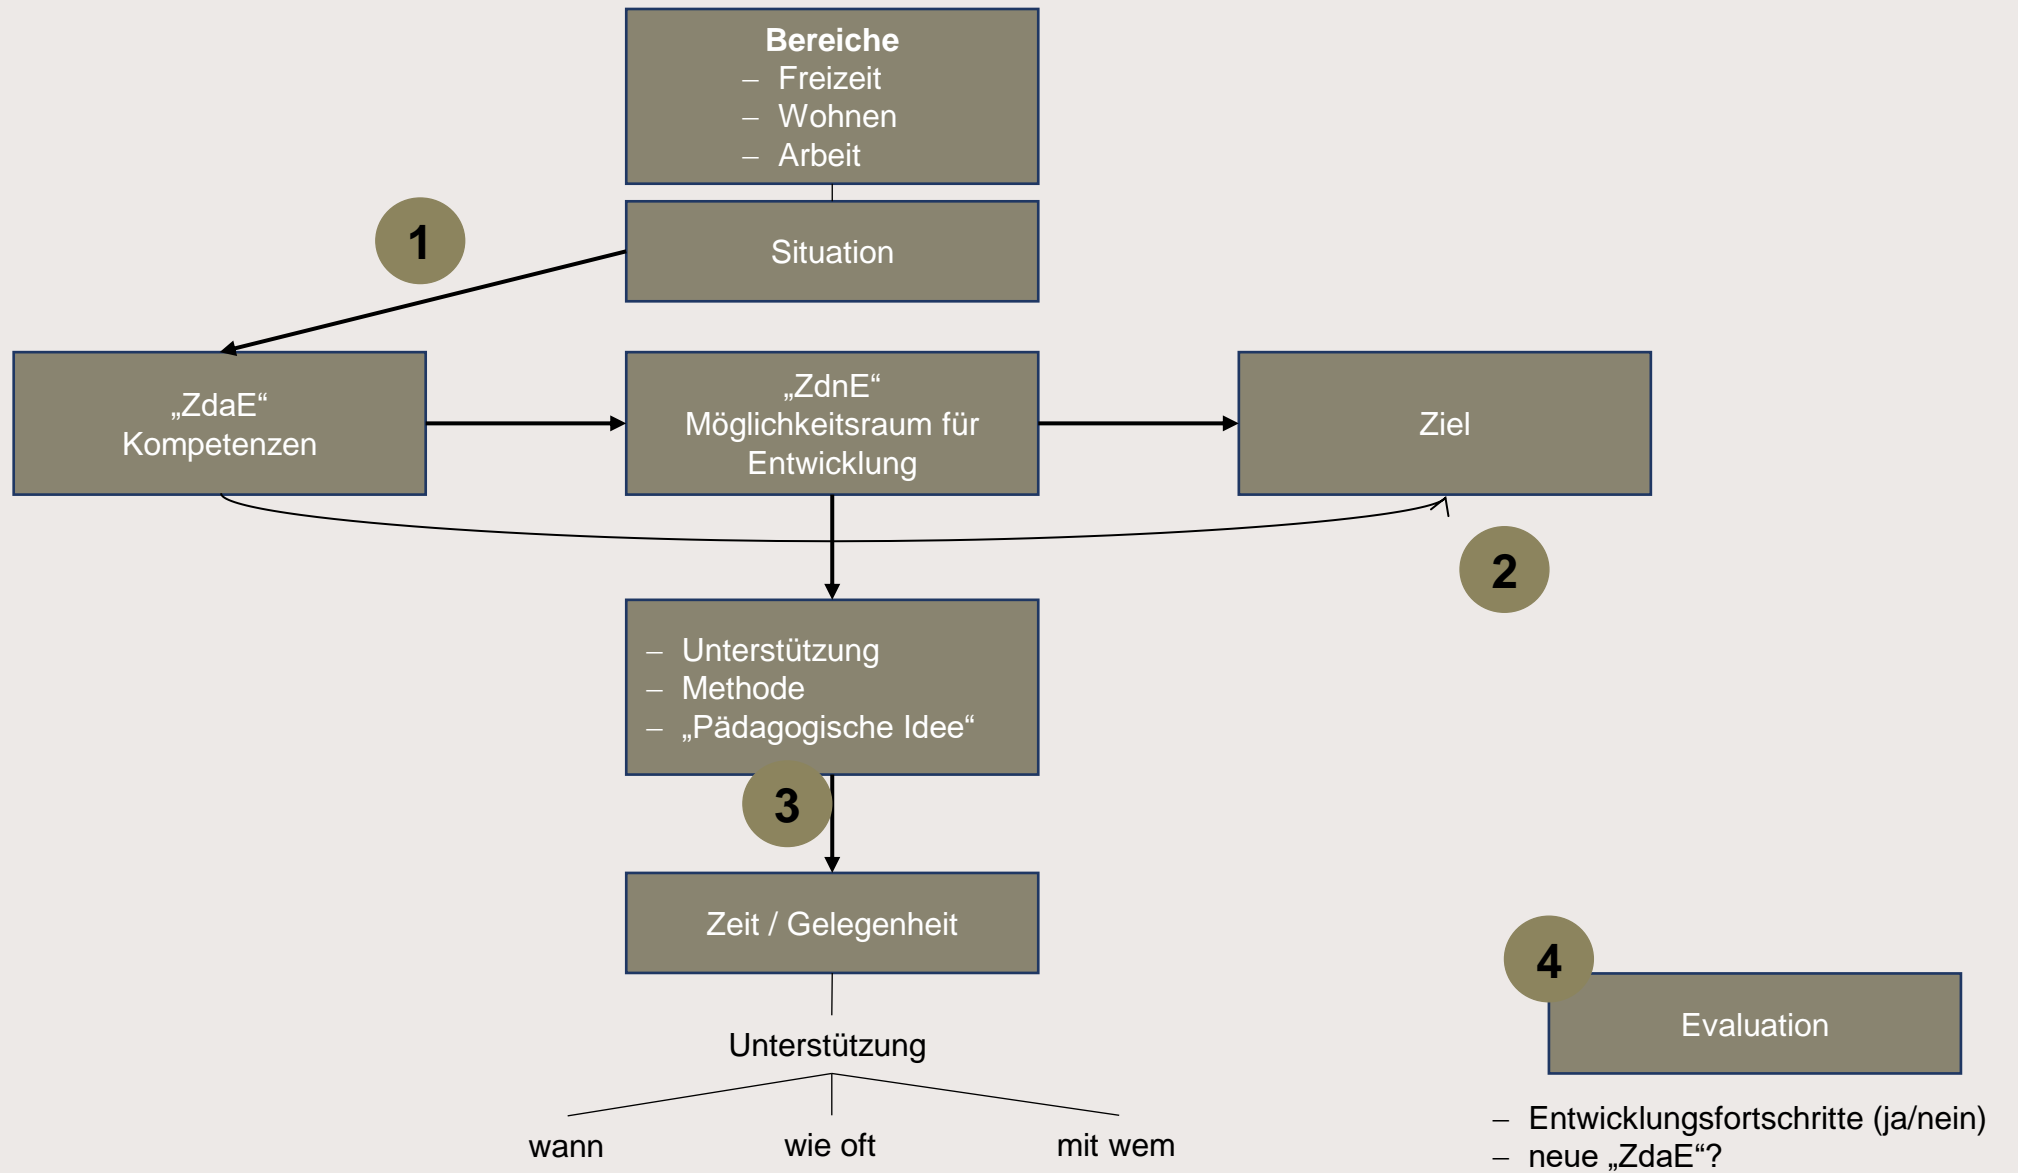 Bereiche
– Freizeit
– Wohnen
– Arbeit
1
Situation
„ZdaE“
Kompetenzen
„ZdnE“
Möglichkeitsraum für
Entwicklung
Ziel
2
– Unterstützung
– Methode
– „Pädagogische Idee“
3
Zeit / Gelegenheit
Unterstützung
wann
wie oft
mit wem
4
Evaluation
– Entwicklungsfortschritte (ja/nein)
– neue „ZdaE“?